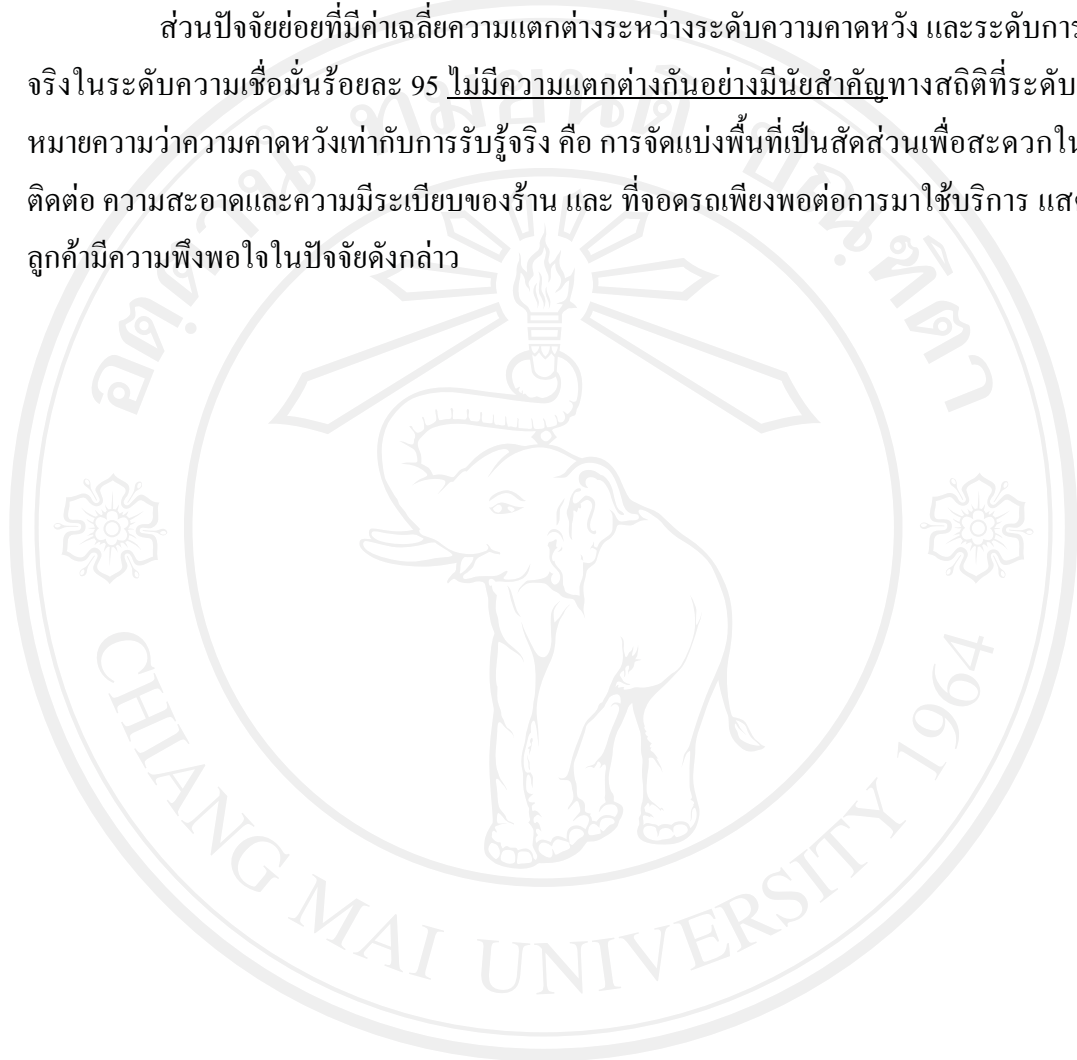 ส่วนปัจจัยย่อยที่มีค่าเฉลี่ยความแตกต่างระหว่างระดับความคาดหวัง และระดับการ
จริงในระดับความเชื่อมั่นร้อยละ 95 ไม่มีความแตกต่างกันอย่างมีนัยสำคัญทางสถิติที่ระดับ
หมายความว่าความคาดหวังเท่ากับการรับรู้จริง คือ การจัดแบ่งพื้นที่เป็นสัดส่วนเพื่อสะดวกใน
ติดต่อ ความสะอาดและความมีระเบียบของร้าน และ ที่จอดรถเพียงพอต่อการมาใช้บริการ
ลูกค้ามีความพึงพอใจในปัจจัยดังกล่าว
CHIANG MAI UNIVERSITY 1964